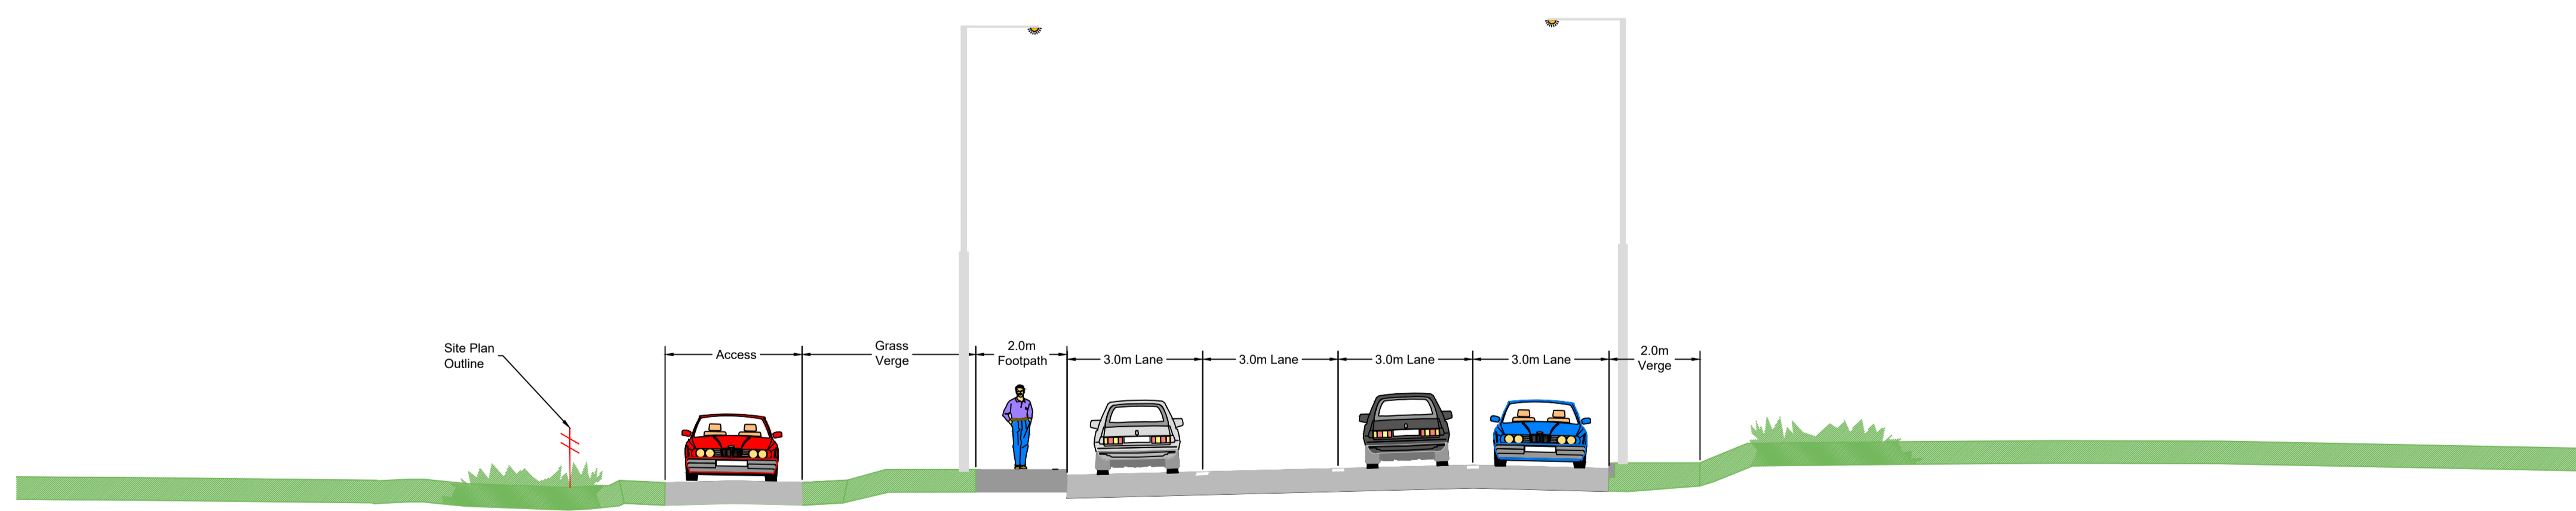 Site Plan
Outline
Access
Grass
Verge
2.0m
Footpath
3.0m Lane
3.0m Lane
3.0m Lane
3.0m Lane
2.0m
Verge